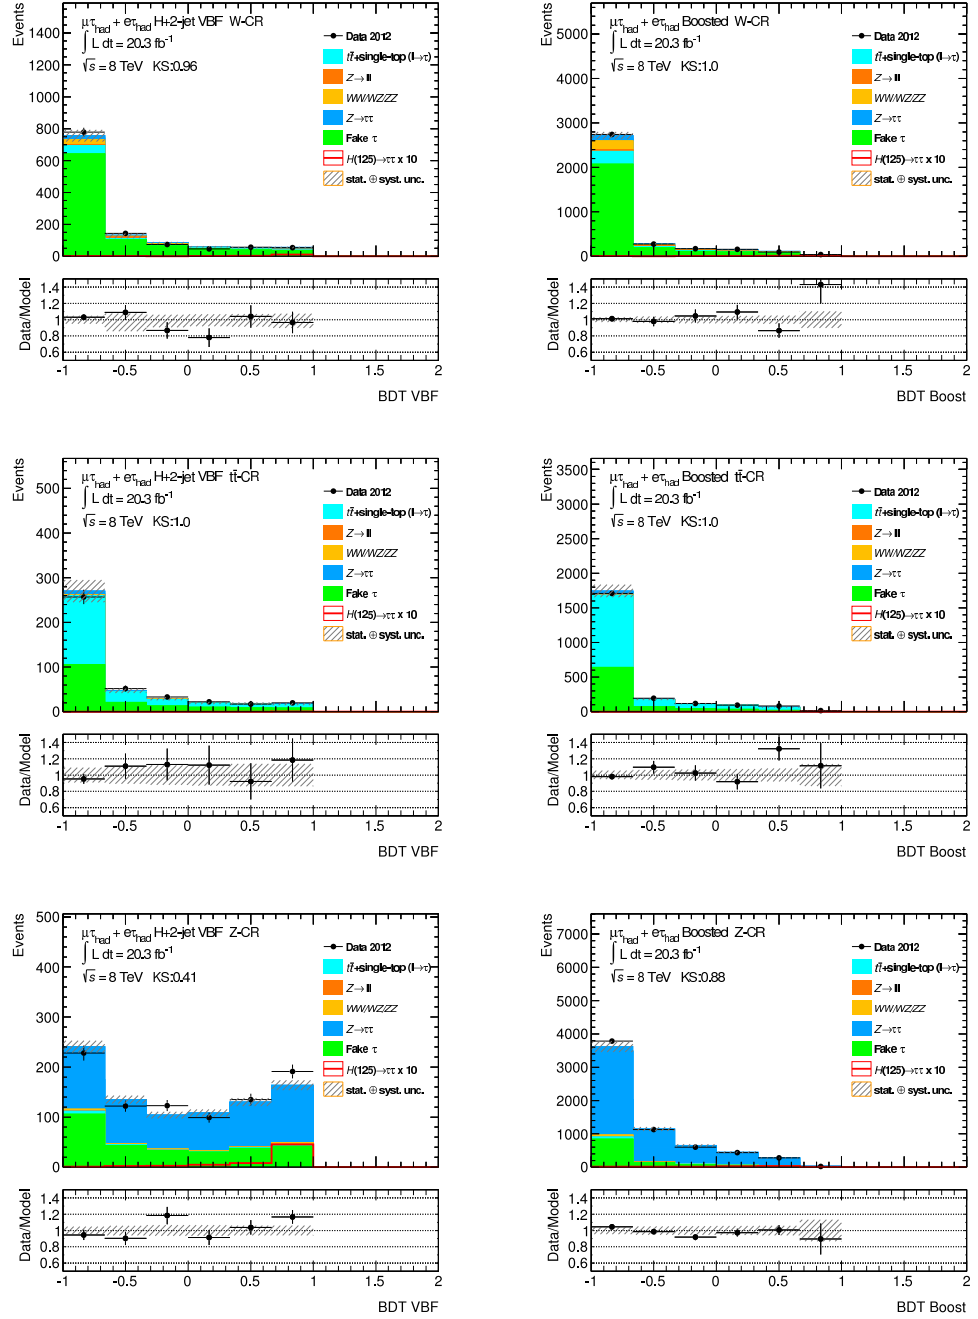 Events
μτhad + eτhad H+2-jet VBF W-CR
∫ L dt = 20.3 fb⁻¹
√s = 8 TeV KS:0.96
Data 2012
tt̄+single-top (l→τ)
Z→ll
WW/WZ/ZZ
Z→ττ
Fake τ
H(125)→ττ x 10
stat. ⊕ syst. unc.
1600
1400
1200
1000
800
600
400
200
0
Data/Model
1.4
1.2
1
0.8
0.6
-1 -0.5 0 0.5 1 1.5 2
BDT VBF
Events
μτhad + eτhad Boosted W-CR
∫ L dt = 20.3 fb⁻¹
√s = 8 TeV KS:1.0
Data 2012
tt̄+single-top (l→τ)
Z→ll
WW/WZ/ZZ
Z→ττ
Fake τ
H(125)→ττ x 10
stat. ⊕ syst. unc.
5000
4000
3000
2000
1000
0
Data/Model
1.4
1.2
1
0.8
0.6
-1 -0.5 0 0.5 1 1.5 2
BDT Boost
Events
μτhad + eτhad H+2-jet VBF tt̄-CR
∫ L dt = 20.3 fb⁻¹
√s = 8 TeV KS:1.0
Data 2012
tt̄+single-top (l→τ)
Z→ll
WW/WZ/ZZ
Z→ττ
Fake τ
H(125)→ττ x 10
stat. ⊕ syst. unc.
500
400
300
200
100
0
Data/Model
1.4
1.2
1
0.8
0.6
-1 -0.5 0 0.5 1 1.5 2
BDT VBF
Events
μτhad + eτhad Boosted tt̄-CR
∫ L dt = 20.3 fb⁻¹
√s = 8 TeV KS:1.0
Data 2012
tt̄+single-top (l→τ)
Z→ll
WW/WZ/ZZ
Z→ττ
Fake τ
H(125)→ττ x 10
stat. ⊕ syst. unc.
3500
3000
2500
2000
1500
1000
500
0
Data/Model
1.4
1.2
1
0.8
0.6
-1 -0.5 0 0.5 1 1.5 2
BDT Boost
Events
μτhad + eτhad H+2-jet VBF Z-CR
∫ L dt = 20.3 fb⁻¹
√s = 8 TeV KS:0.41
Data 2012
tt̄+single-top (l→τ)
Z→ll
WW/WZ/ZZ
Z→ττ
Fake τ
H(125)→ττ x 10
stat. ⊕ syst. unc.
500
400
300
200
100
0
Data/Model
1.4
1.2
1
0.8
0.6
-1 -0.5 0 0.5 1 1.5 2
BDT VBF
Events
μτhad + eτhad Boosted Z-CR
∫ L dt = 20.3 fb⁻¹
√s = 8 TeV KS:0.88
Data 2012
tt̄+single-top (l→τ)
Z→ll
WW/WZ/ZZ
Z→ττ
Fake τ
H(125)→ττ x 10
stat. ⊕ syst. unc.
7000
6000
5000
4000
3000
2000
1000
0
Data/Model
1.4
1.2
1
0.8
0.6
-1 -0.5 0 0.5 1 1.5 2
BDT Boost